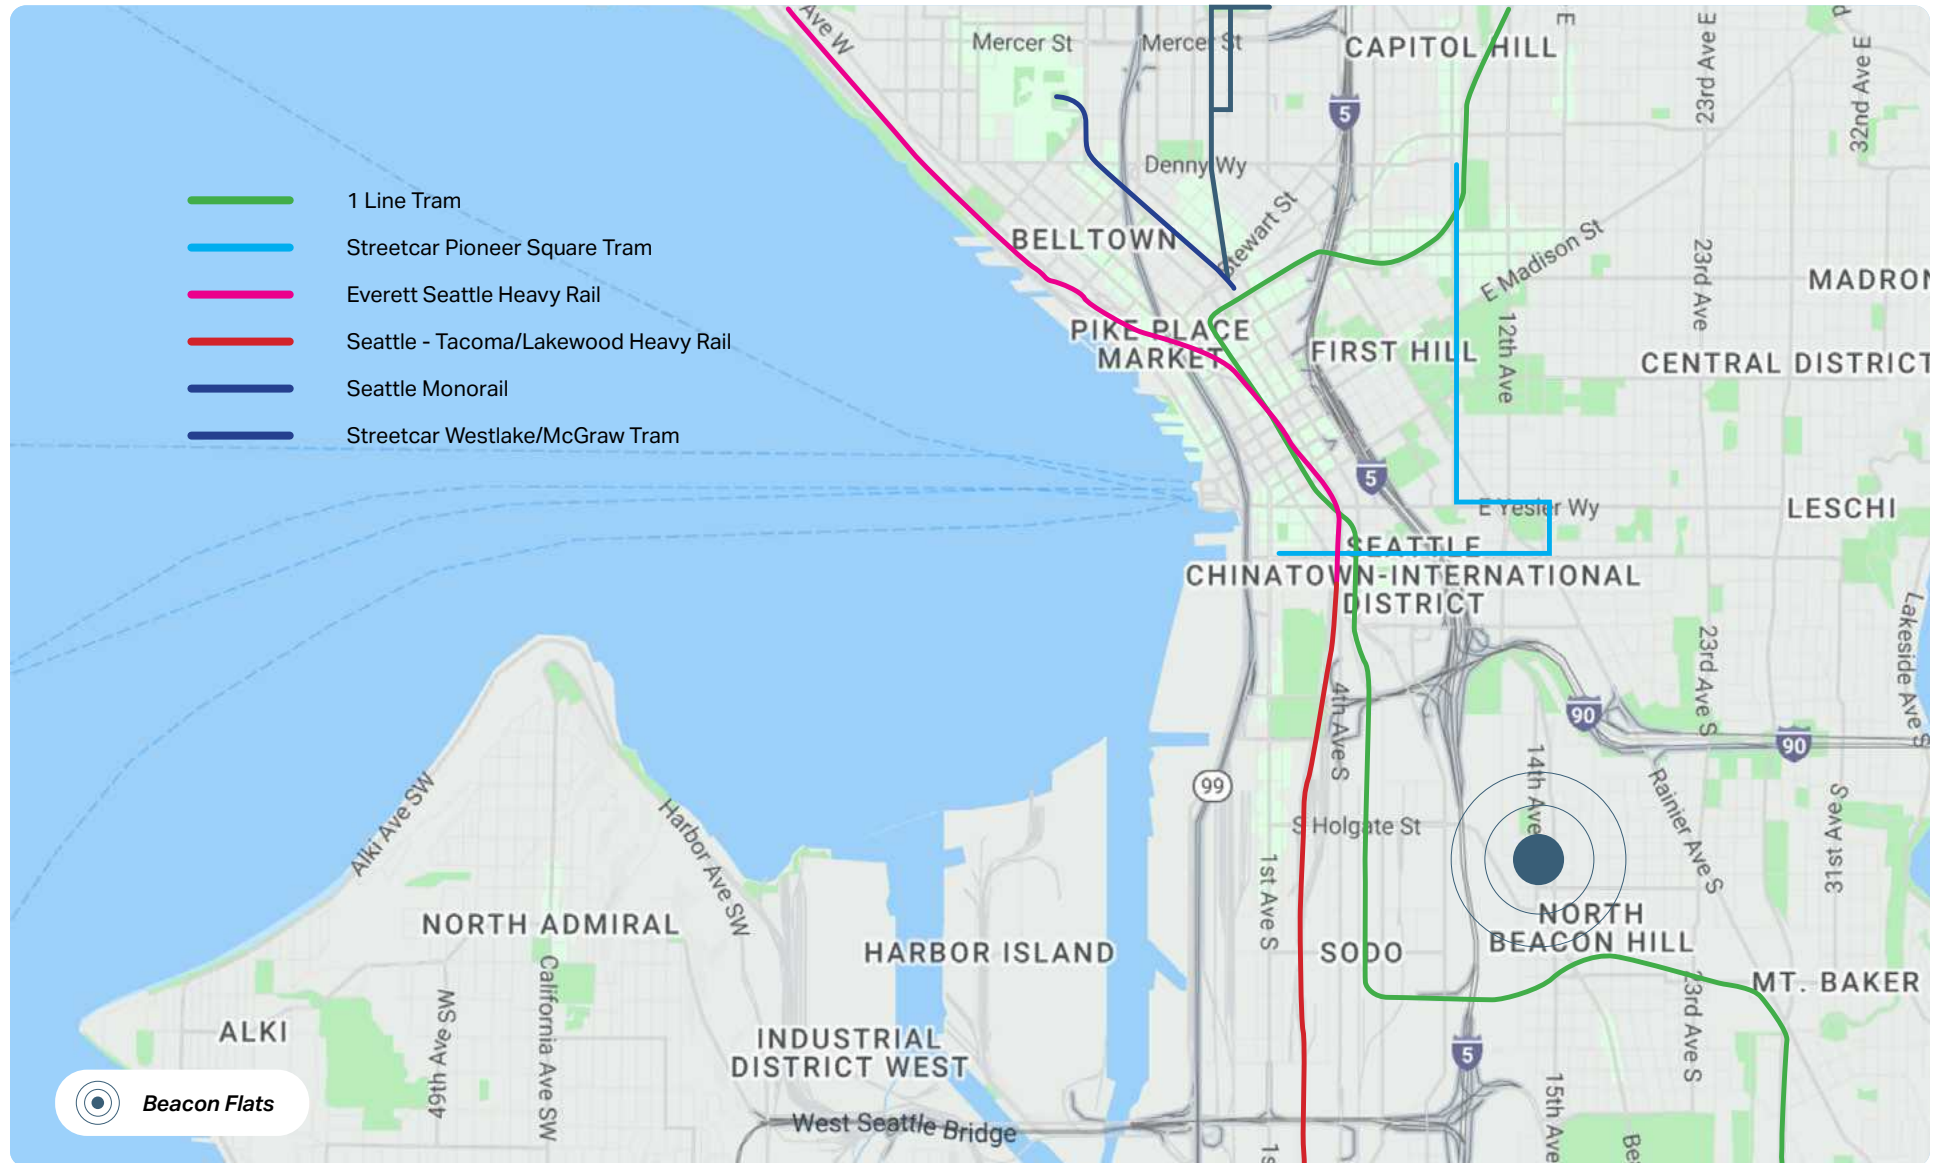 Ave W
Mercer St
Mercer St
CAPITOL HILL
E
23rd Ave E
32nd Ave E
5
Denny Wy
1 Line Tram
Streetcar Pioneer Square Tram
Everett Seattle Heavy Rail
Seattle - Tacoma/Lakewood Heavy Rail
Seattle Monorail
Streetcar Westlake/McGraw Tram
BELLTOWN
Stewart St
E Madison St
23rd Ave
MADRON
PIKE PLACE
MARKET
FIRST HILL
12th Ave
CENTRAL DISTRICT
5
E Yesler Wy
LESCHI
SEATTLE
CHINATOWN-INTERNATIONAL
DISTRICT
Lakeside Ave S
23rd Ave S
4th Ave S
90
90
14th Ave
99
Rainier Ave S
31st Ave S
S Holgate St
Alki Ave SW
Harbor Ave SW
1st Ave S
NORTH ADMIRAL
HARBOR ISLAND
SODO
NORTH
BEACON HILL
MT. BAKER
California Ave SW
49th Ave SW
23rd Ave S
ALKI
INDUSTRIAL
DISTRICT WEST
5
15th Ave
Beacon Flats
West Seattle Bridge
1s
Be